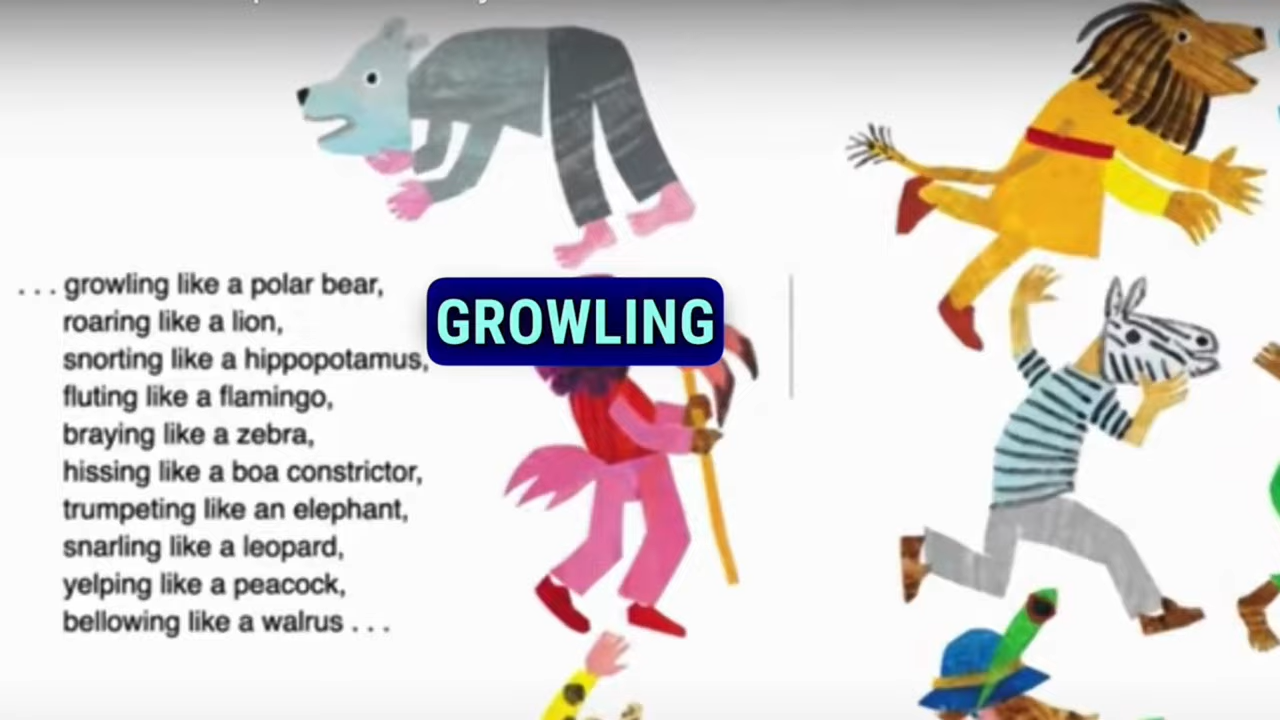 . . . growling like a polar bear,
roaring like a lion,
snorting like a hippopotamus,
fluting like a flamingo,
braying like a zebra,
hissing like a boa constrictor,
trumpeting like an elephant,
snarling like a leopard,
yelping like a peacock,
bellowing like a walrus . . .
GROWLING